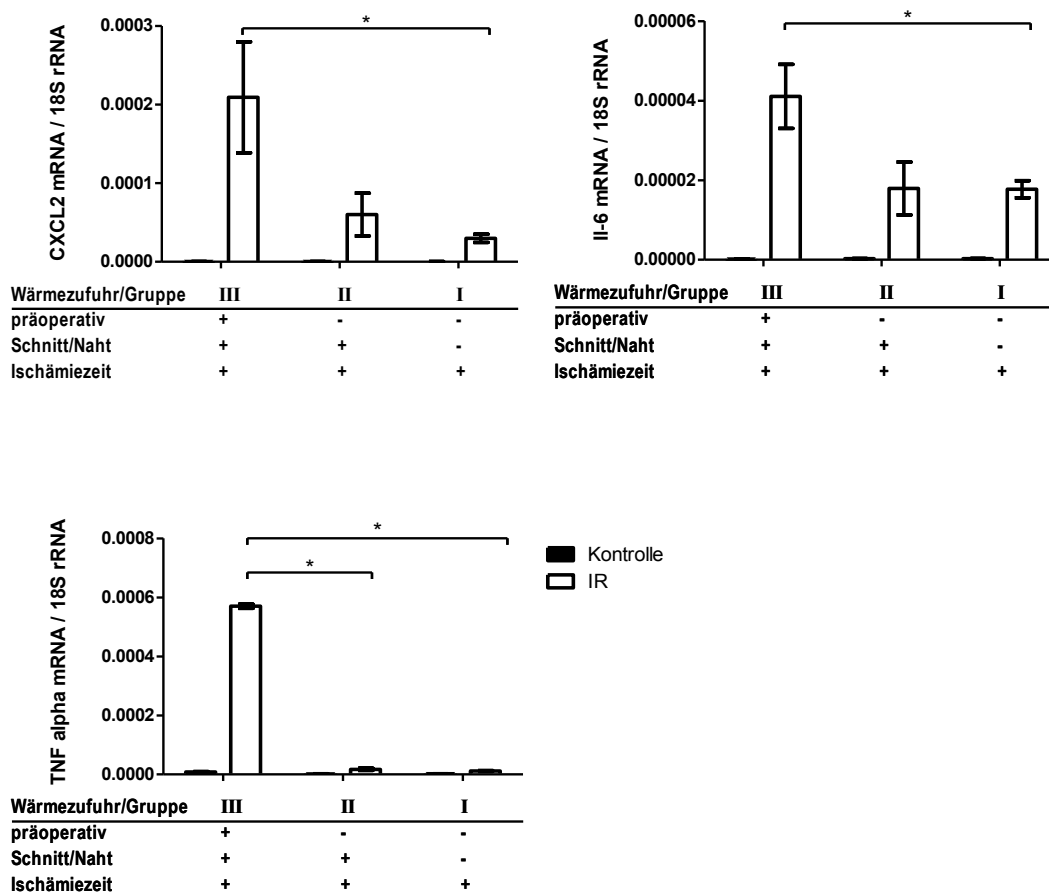 CXCL2 mRNA / 18S rRNA
0.0003
0.0002
0.0001
0.0000
*
Wärmezufuhr/Gruppe III II I
präoperativ + - -
Schnitt/Naht + + -
Ischämiezeit + + +
Il-6 mRNA / 18S rRNA
0.00006
0.00004
0.00002
0.00000
*
Wärmezufuhr/Gruppe III II I
präoperativ + - -
Schnitt/Naht + + -
Ischämiezeit + + +
TNF alpha mRNA / 18S rRNA
0.0008
0.0006
0.0004
0.0002
0.0000
*
*
Kontrolle
IR
Wärmezufuhr/Gruppe III II I
präoperativ + - -
Schnitt/Naht + + -
Ischämiezeit + + +